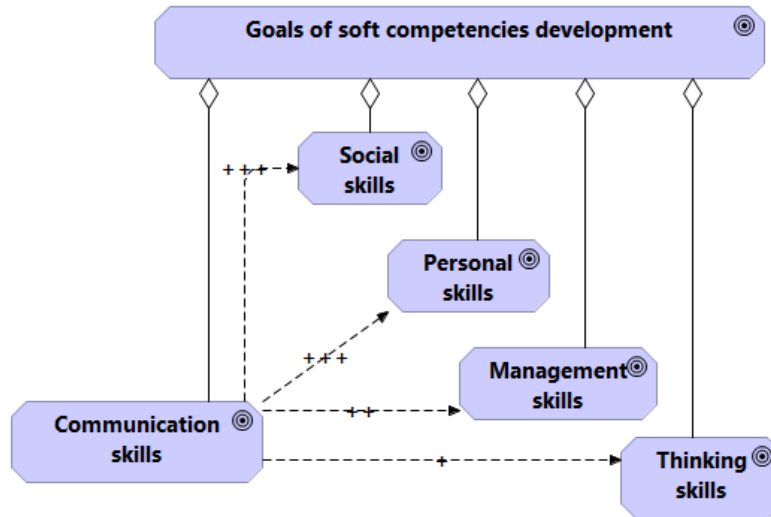 Goals of soft competencies development
Social
skills
+ + +
Personal
skills
+ + +
Management
skills
+ +
Communication
skills
+
Thinking
skills